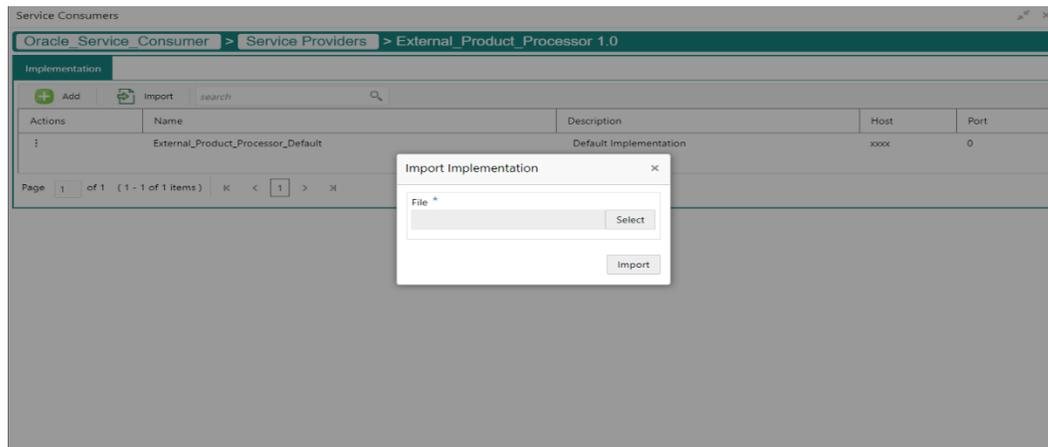 Service Consumers
Oracle_Service_Consumer > Service Providers > External_Product_Processor 1.0
Implementation
Add Import search
Actions Name Description Host Port
External_Product_Processor_Default Default Implementation xxxx 0
Page 1 of 1 (1 - 1 of 1 items) K < 1 > >|
Import Implementation ×
File *
Select
Import